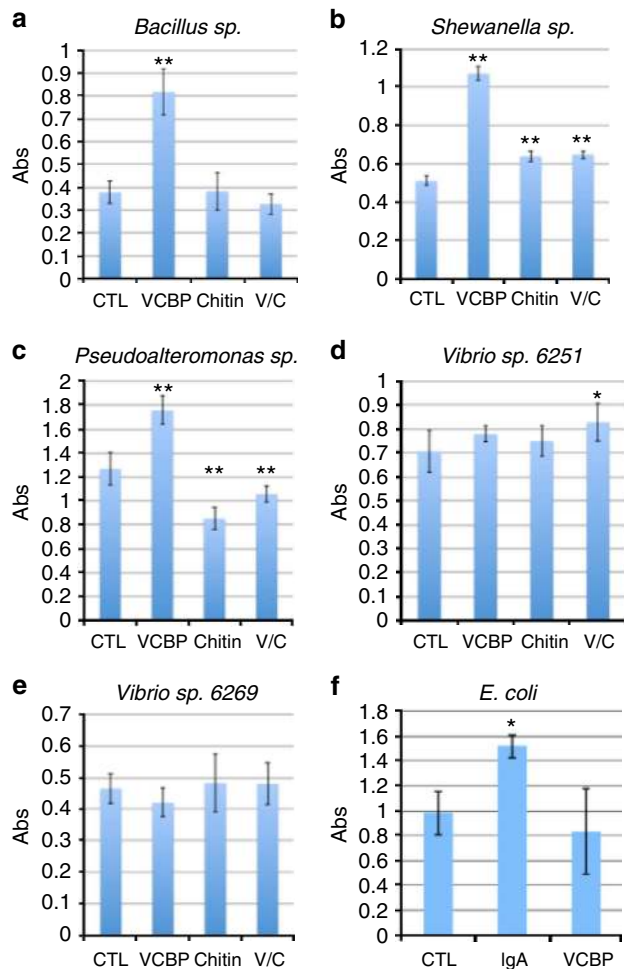 a
Bacillus sp.
1
0.9
0.8
0.7
0.6
0.5
0.4
0.3
0.2
0.1
0
Abs
**
CTL VCBP Chitin V/C
b
Shewanella sp.
1.2
1
0.8
0.6
0.4
0.2
0
Abs
**
**
**
CTL VCBP Chitin V/C
c
Pseudoalteromonas sp.
2
1.8
1.6
1.4
1.2
1
0.8
0.6
0.4
0.2
0
Abs
**
**
**
CTL VCBP Chitin V/C
d
Vibrio sp. 6251
1
0.9
0.8
0.7
0.6
0.5
0.4
0.3
0.2
0.1
0
Abs
*
CTL VCBP Chitin V/C
e
Vibrio sp. 6269
0.7
0.6
0.5
0.4
0.3
0.2
0.1
0
Abs
CTL VCBP Chitin V/C
f
E. coli
1.8
1.6
1.4
1.2
1.0
0.8
0.6
0.4
0.2
0
Abs
*
CTL IgA VCBP